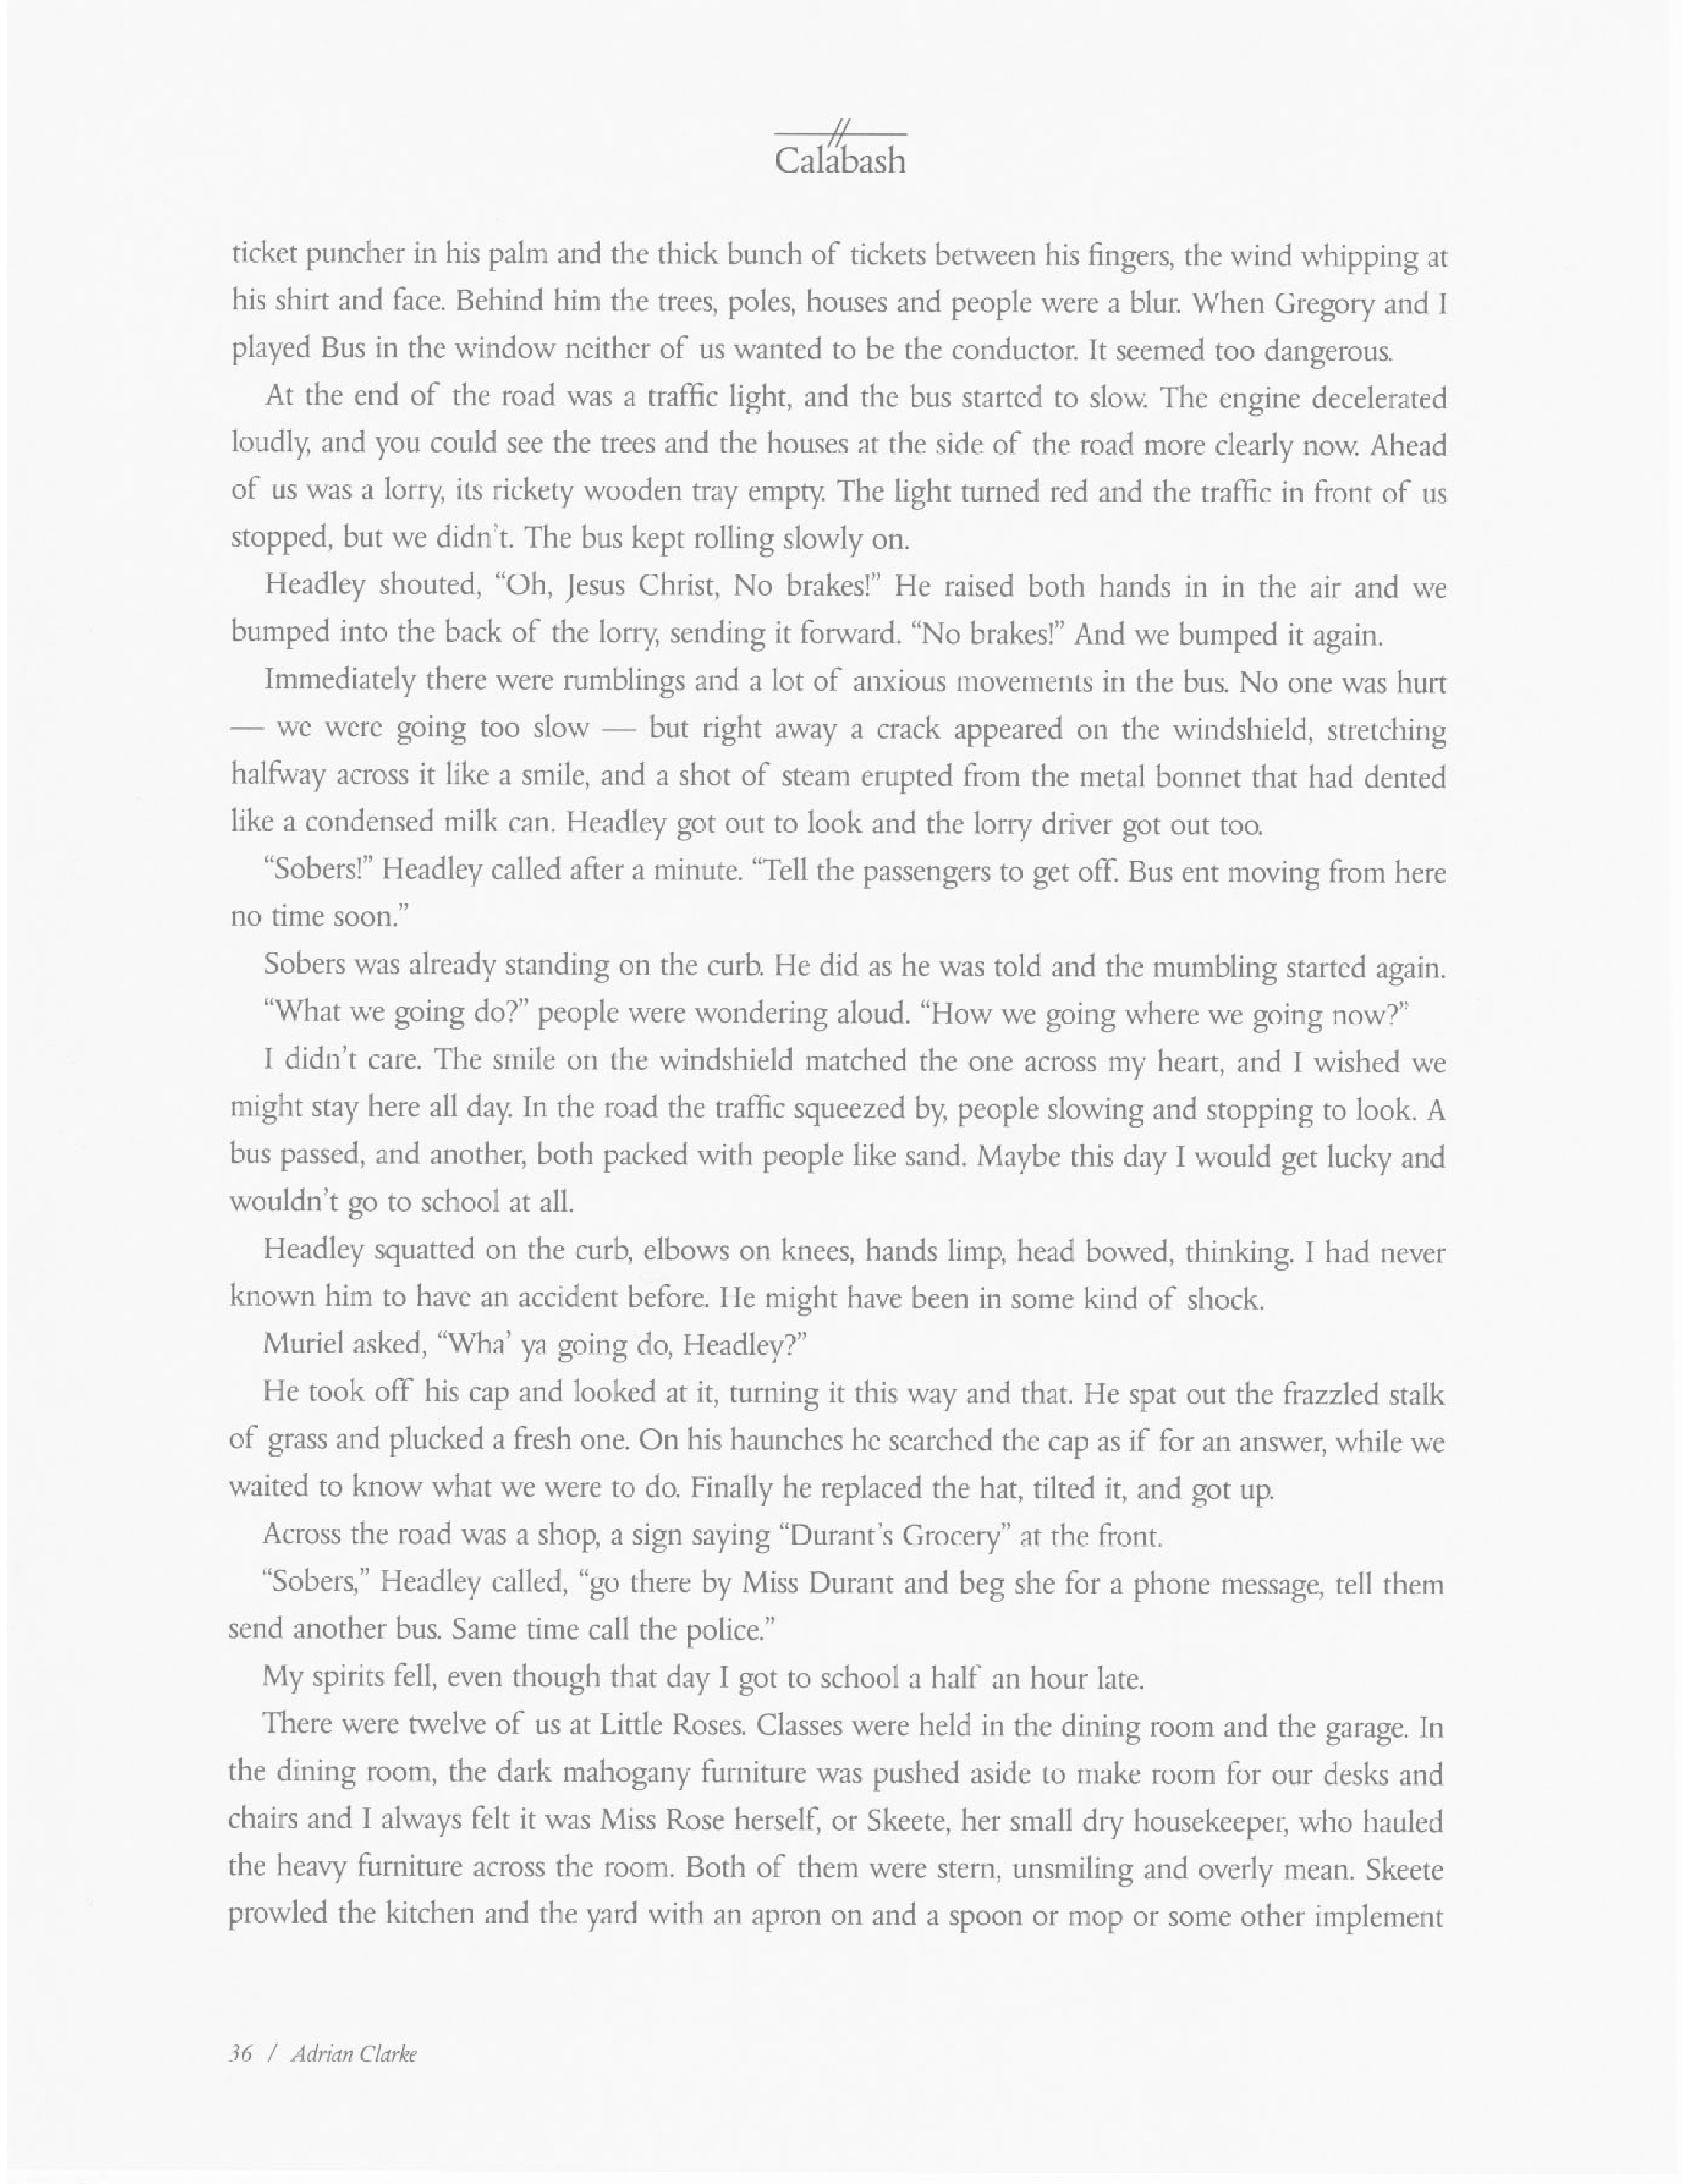 Calabash
ticket puncher in his palm and the thick bunch of tickets between his fingers, the wind whipping at
his shirt and face. Behind him the trees, poles, houses and people were a blur. When Gregory and I
played Bus in the window neither of us wanted to be the conductor. It seemed too dangerous.
At the end of the road was a traffic light, and the bus started to slow. The engine decelerated
loudly, and you could see the trees and the houses at the side of the road more clearly now. Ahead
of us was a lorry, its rickety wooden tray empty. The light turned red and the traffic in front of us
stopped, but we didn't. The bus kept rolling slowly on.
Headley shouted, “Oh, Jesus Christ, No brakes!” He raised both hands in in the air and we
bumped into the back of the lorry, sending it forward. “No brakes!” And we bumped it again.
Immediately there were rumblings and a lot of anxious movements in the bus. No one was hurt
— we were going too slow — but right away a crack appeared on the windshield, stretching
halfway across it like a smile, and a shot of steam erupted from the metal bonnet that had dented
like a condensed milk can. Headley got out to look and the lorry driver got out too.
“Sobers!” Headley called after a minute. “Tell the passengers to get off. Bus ent moving from here
no time soon.”
Sobers was already standing on the curb. He did as he was told and the mumbling started again.
“What we going do?” people were wondering aloud. “How we going where we going now?”
I didn't care. The smile on the windshield matched the one across my heart, and I wished we
might stay here all day. In the road the traffic squeezed by, people slowing and stopping to look. A
bus passed, and another, both packed with people like sand. Maybe this day I would get lucky and
wouldn't go to school at all.
Headley squatted on the curb, elbows on knees, hands limp, head bowed, thinking. I had never
known him to have an accident before. He might have been in some kind of shock.
Muriel asked, “Wha' ya going do, Headley?”
He took off his cap and looked at it, turning it this way and that. He spat out the frazzled stalk
of grass and plucked a fresh one. On his haunches he searched the cap as if for an answer, while we
waited to know what we were to do. Finally he replaced the hat, tilted it, and got up.
Across the road was a shop, a sign saying “Durant's Grocery” at the front.
“Sobers,” Headley called, “go there by Miss Durant and beg she for a phone message, tell them
send another bus. Same time call the police.”
My spirits fell, even though that day I got to school a half an hour late.
There were twelve of us at Little Roses. Classes were held in the dining room and the garage. In
the dining room, the dark mahogany furniture was pushed aside to make room for our desks and
chairs and I always felt it was Miss Rose herself, or Skeete, her small dry housekeeper, who hauled
the heavy furniture across the room. Both of them were stern, unsmiling and overly mean. Skeete
prowled the kitchen and the yard with an apron on and a spoon or mop or some other implement
36 / Adrian Clarke